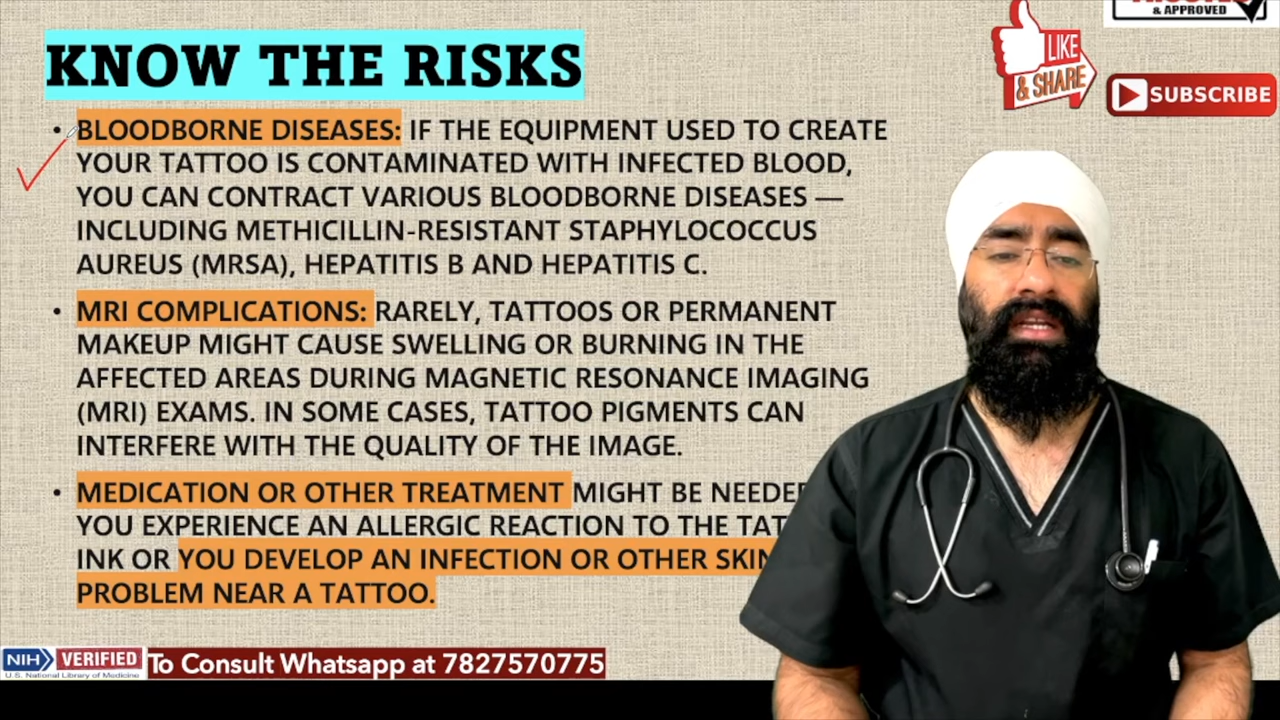 & APPROVED
LIKE
& SHARE
SUBSCRIBE
KNOW THE RISKS
• BLOODBORNE DISEASES: IF THE EQUIPMENT USED TO CREATE
YOUR TATTOO IS CONTAMINATED WITH INFECTED BLOOD,
YOU CAN CONTRACT VARIOUS BLOODBORNE DISEASES —
INCLUDING METHICILLIN-RESISTANT STAPHYLOCOCCUS
AUREUS (MRSA), HEPATITIS B AND HEPATITIS C.
• MRI COMPLICATIONS: RARELY, TATTOOS OR PERMANENT
MAKEUP MIGHT CAUSE SWELLING OR BURNING IN THE
AFFECTED AREAS DURING MAGNETIC RESONANCE IMAGING
(MRI) EXAMS. IN SOME CASES, TATTOO PIGMENTS CAN
INTERFERE WITH THE QUALITY OF THE IMAGE.
• MEDICATION OR OTHER TREATMENT MIGHT BE
YOU EXPERIENCE AN ALLERGIC REACTION TO THE
INK OR YOU DEVELOP AN INFECTION OR OTHER SKIN
PROBLEM NEAR A TATTOO.
NIH VERIFIED
U.S. National Library of Medicine
To Consult Whatsapp at 7827570775